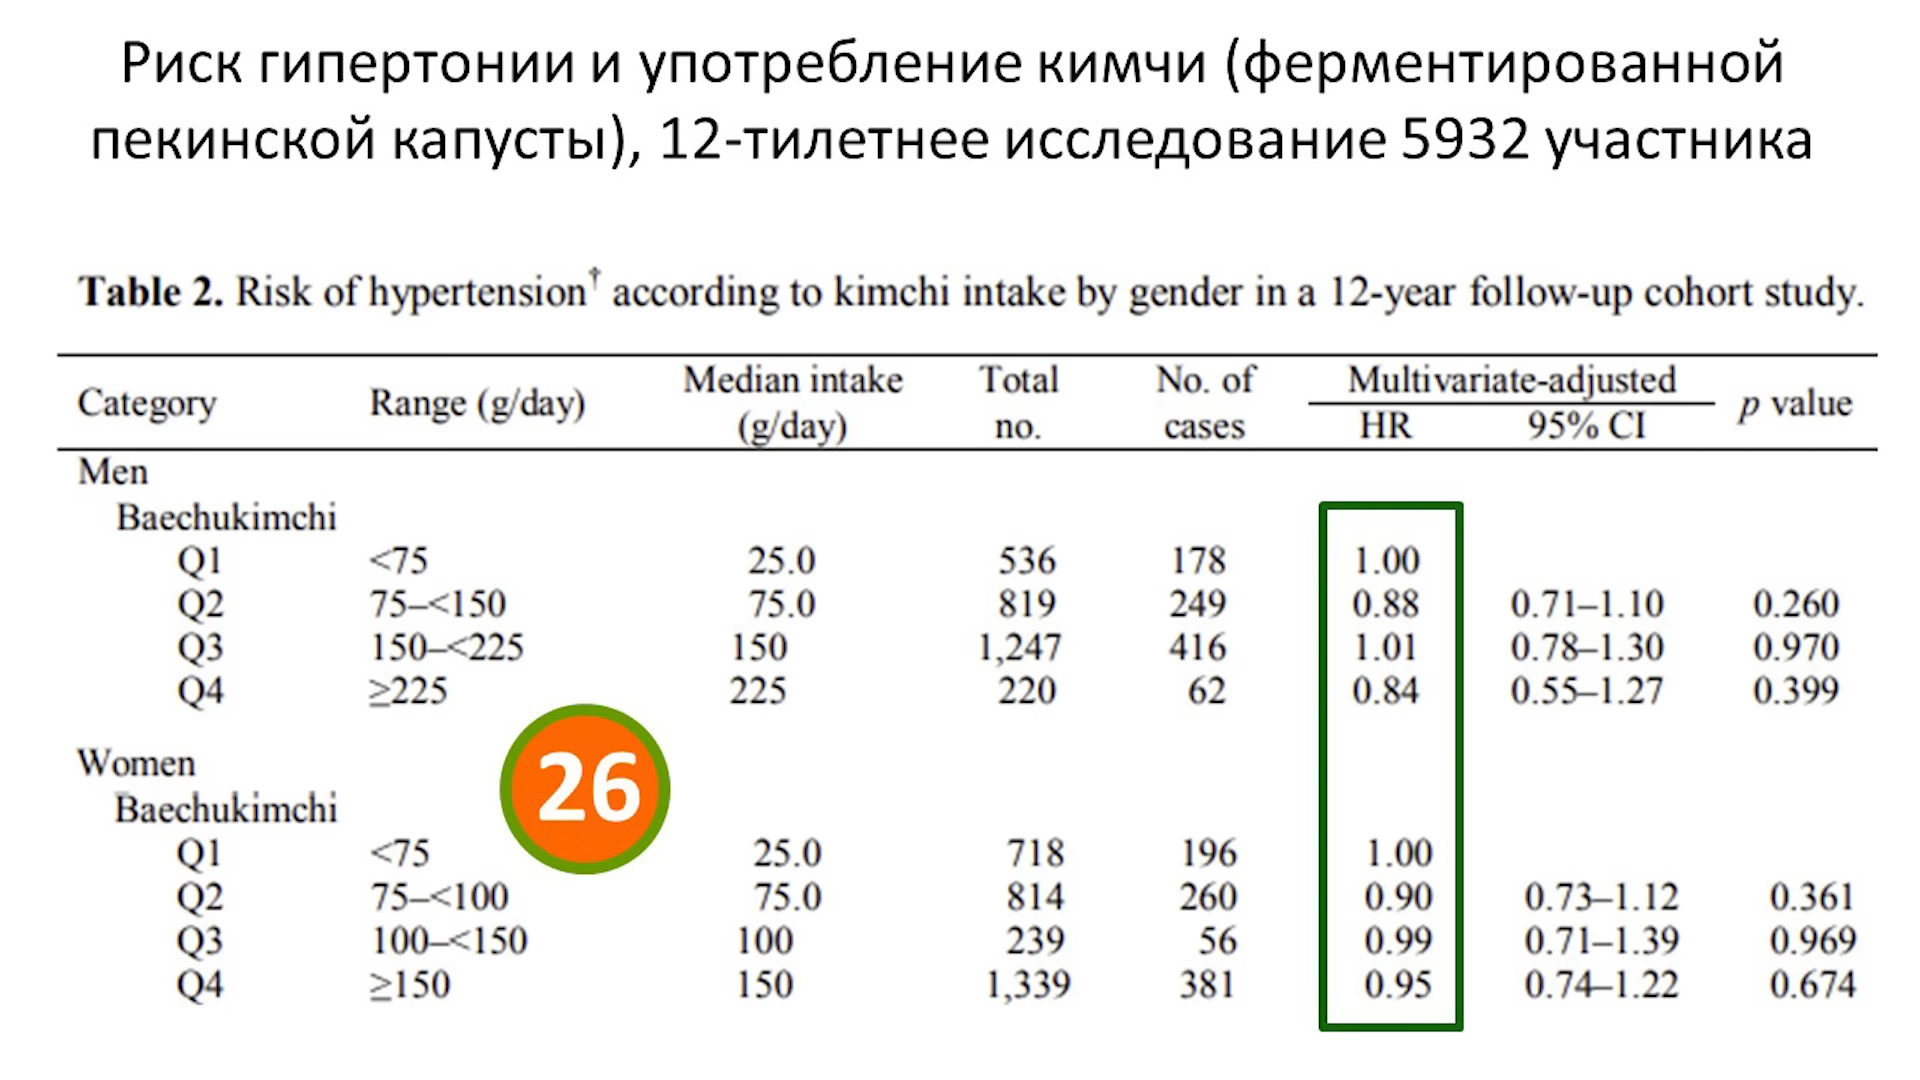 Риск гипертонии и употребление кимчи (ферментированной
пекинской капусты), 12-тилетнее исследование 5932 участника
Table 2. Risk of hypertension† according to kimchi intake by gender in a 12-year follow-up cohort study.
Category Range (g/day) Median intake (g/day) Total no. No. of cases Multivariate-adjusted HR 95% CI p value
Men
Baechukimchi
Q1 <75 25.0 536 178 1.00
Q2 75–<150 75.0 819 249 0.88 0.71–1.10 0.260
Q3 150–<225 150 1,247 416 1.01 0.78–1.30 0.970
Q4 ≥225 225 220 62 0.84 0.55–1.27 0.399
26
Women
Baechukimchi
Q1 <75 25.0 718 196 1.00
Q2 75–<100 75.0 814 260 0.90 0.73–1.12 0.361
Q3 100–<150 100 239 56 0.99 0.71–1.39 0.969
Q4 ≥150 150 1,339 381 0.95 0.74–1.22 0.674